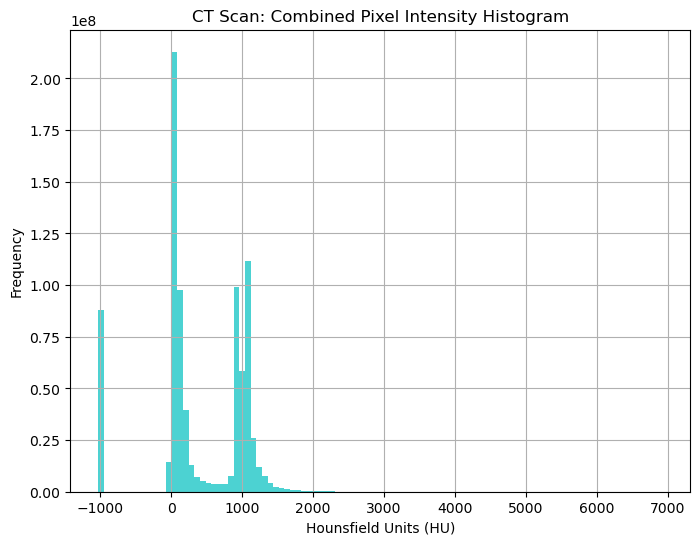 CT Scan: Combined Pixel Intensity Histogram
1e8
2.00
1.75
1.50
1.25
1.00
0.75
0.50
0.25
0.00
Frequency
−1000 0 1000 2000 3000 4000 5000 6000 7000
Hounsfield Units (HU)